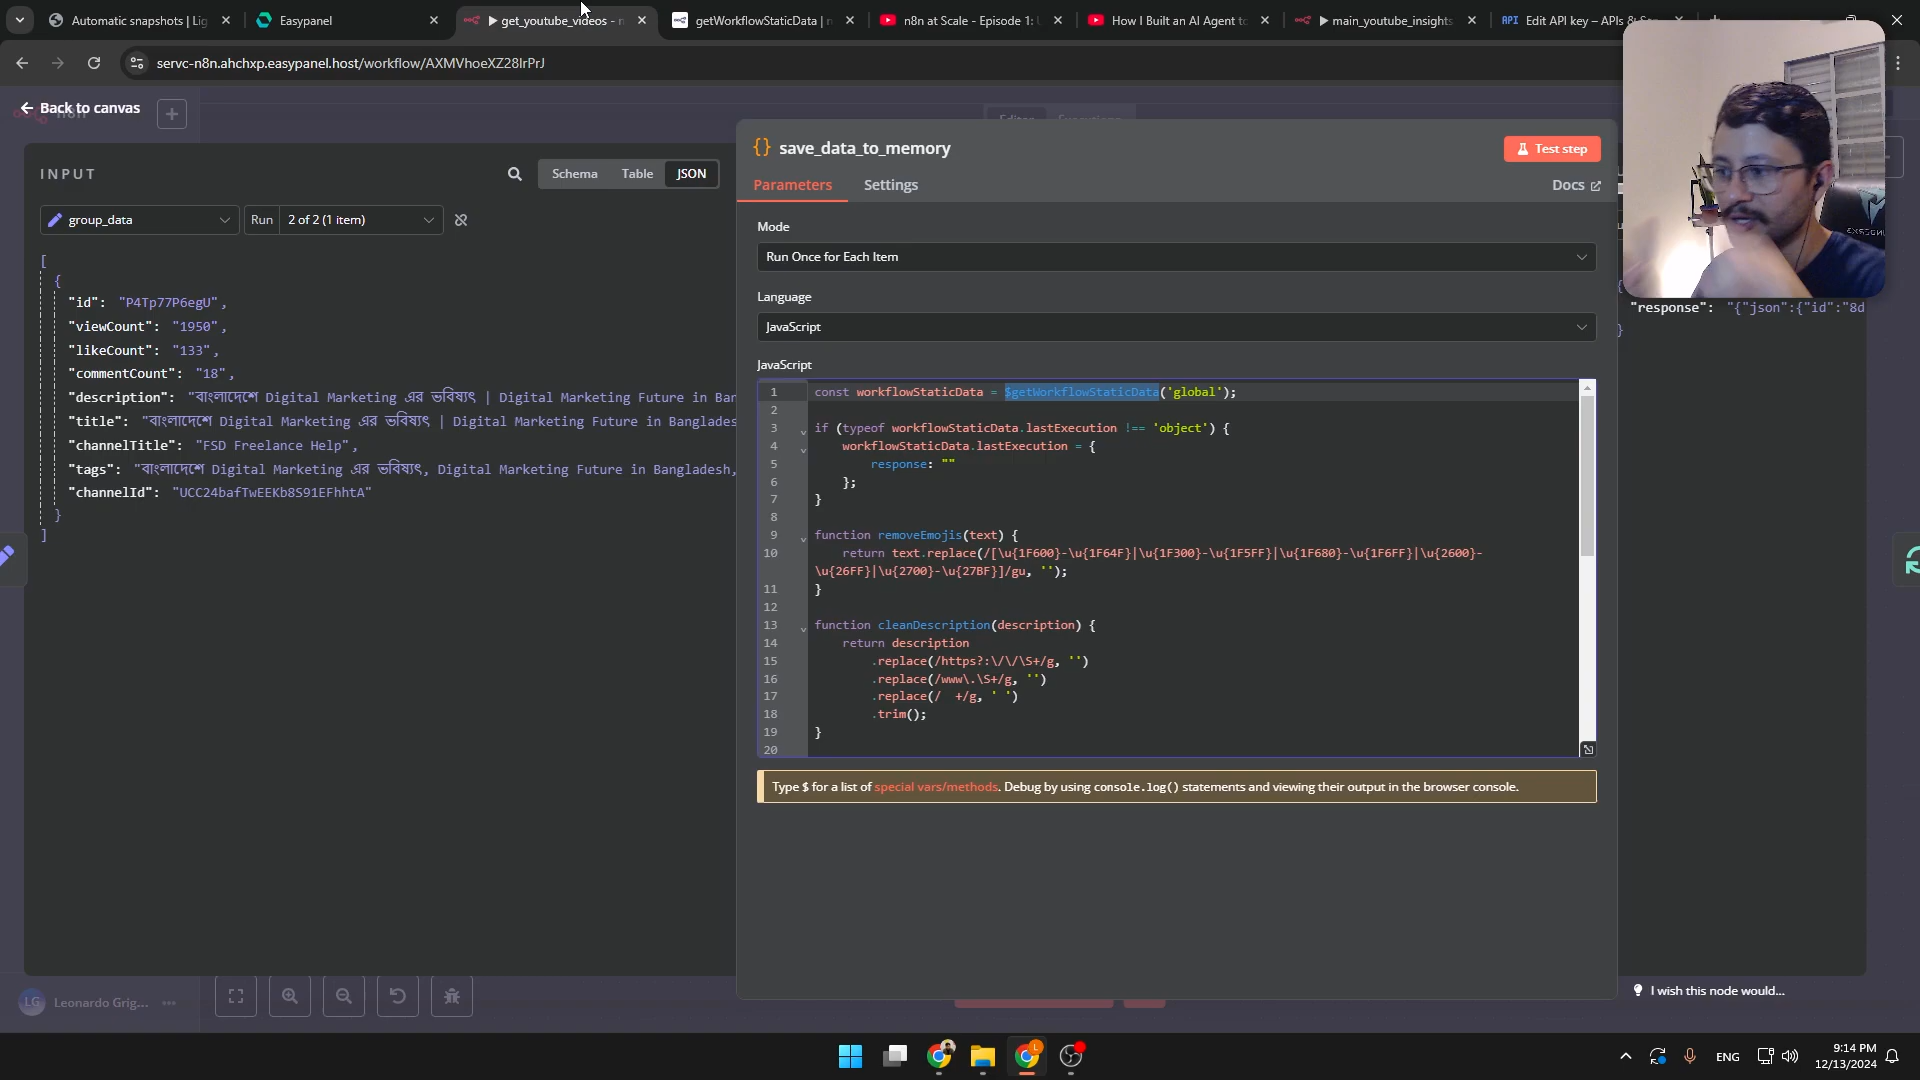 Automatic snapshots | Lig
Easypanel
get_youtube_videos - n
getWorkflowStaticData | n
n8n at Scale - Episode 1:
How I Built an AI Agent to
main_youtube_insights
API Edit API key – APIs & Se
servc-n8n.ahchxp.easypanel.host/workflow/AXMVhoeXZ28IrPrJ
Back to canvas
n8n
Editor Executions
INPUT
Schema Table JSON
group_data
Run 2 of 2 (1 item)
[
{
"id": "P4Tp77P6egU",
"viewCount": "1950",
"likeCount": "133",
"commentCount": "18",
"description": "বাংলাদেশে Digital Marketing এর ভবিষ্যৎ | Digital Marketing Future in Ban
"title": "বাংলাদেশে Digital Marketing এর ভবিষ্যৎ | Digital Marketing Future in Banglades
"channelTitle": "FSD Freelance Help",
"tags": "বাংলাদেশে Digital Marketing এর ভবিষ্যৎ, Digital Marketing Future in Bangladesh,
"channelId": "UCC24bafTwEEKb8S91EFhhtA"
}
]
save_data_to_memory
Test step
Parameters Settings
Docs
Mode
Run Once for Each Item
Language
JavaScript
JavaScript
1 const workflowStaticData = $getWorkflowStaticData('global');
2
3 if (typeof workflowStaticData.lastExecution !== 'object') {
4 workflowStaticData.lastExecution = {
5 response: ""
6 };
7 }
8
9 function removeEmojis(text) {
10 return text.replace(/[\u{1F600}-\u{1F64F}|\u{1F300}-\u{1F5FF}|\u{1F680}-\u{1F6FF}|\u{2600}-
\u{26FF}|\u{2700}-\u{27BF}]/gu, '');
11 }
12
13 function cleanDescription(description) {
14 return description
15 .replace(/https?:\/\/\S+/g, '')
16 .replace(/www\.\S+/g, '')
17 .replace(/  +/g, ' ')
18 .trim();
19 }
20
Type $ for a list of special vars/methods. Debug by using console.log() statements and viewing their output in the browser console.
{
"response": "{"json":{"id":"8d
}
I wish this node would...
LG Leonardo Grig...
ENG
9:14 PM
12/13/2024